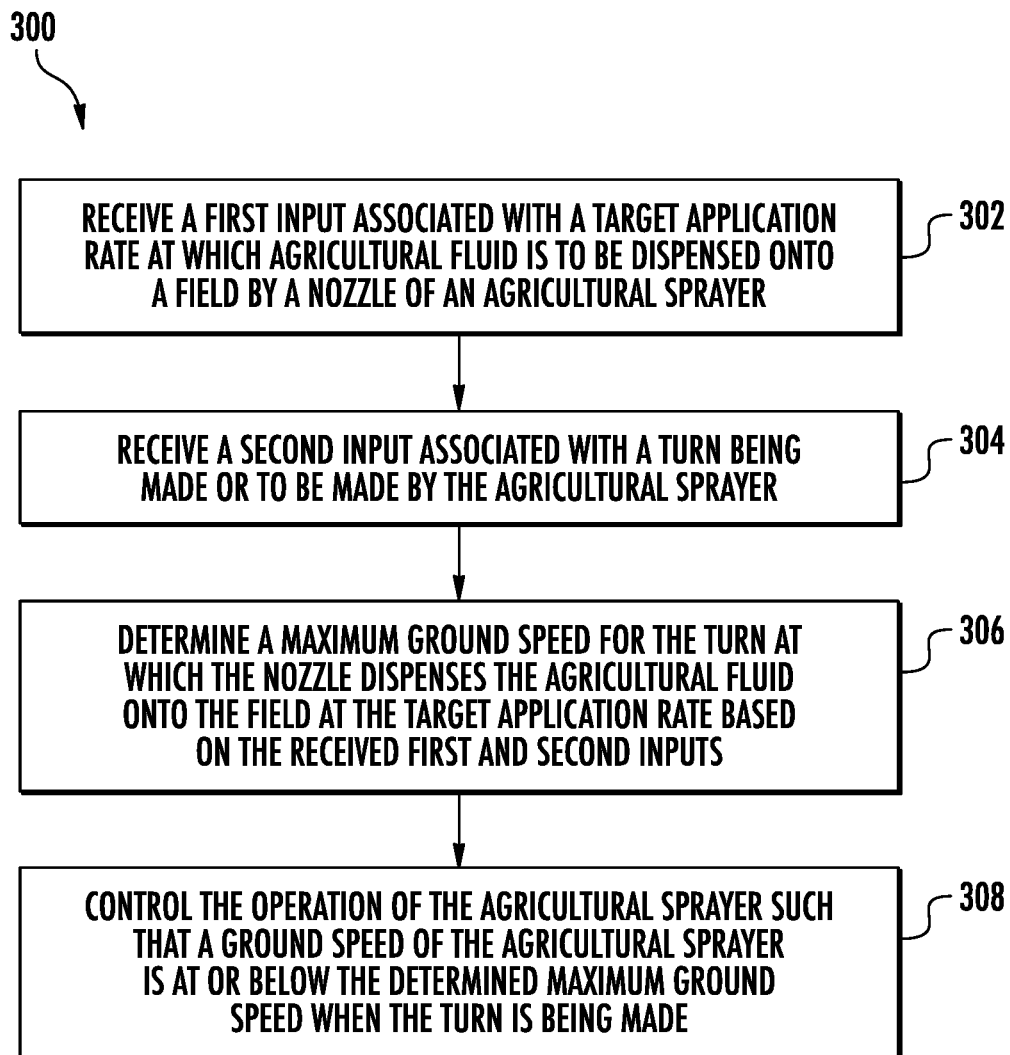 300
RECEIVE A FIRST INPUT ASSOCIATED WITH A TARGET APPLICATION
RATE AT WHICH AGRICULTURAL FLUID IS TO BE DISPENSED ONTO
A FIELD BY A NOZZLE OF AN AGRICULTURAL SPRAYER
302
RECEIVE A SECOND INPUT ASSOCIATED WITH A TURN BEING
MADE OR TO BE MADE BY THE AGRICULTURAL SPRAYER
304
DETERMINE A MAXIMUM GROUND SPEED FOR THE TURN AT
WHICH THE NOZZLE DISPENSES THE AGRICULTURAL FLUID
ONTO THE FIELD AT THE TARGET APPLICATION RATE BASED
ON THE RECEIVED FIRST AND SECOND INPUTS
306
CONTROL THE OPERATION OF THE AGRICULTURAL SPRAYER SUCH
THAT A GROUND SPEED OF THE AGRICULTURAL SPRAYER
IS AT OR BELOW THE DETERMINED MAXIMUM GROUND
SPEED WHEN THE TURN IS BEING MADE
308